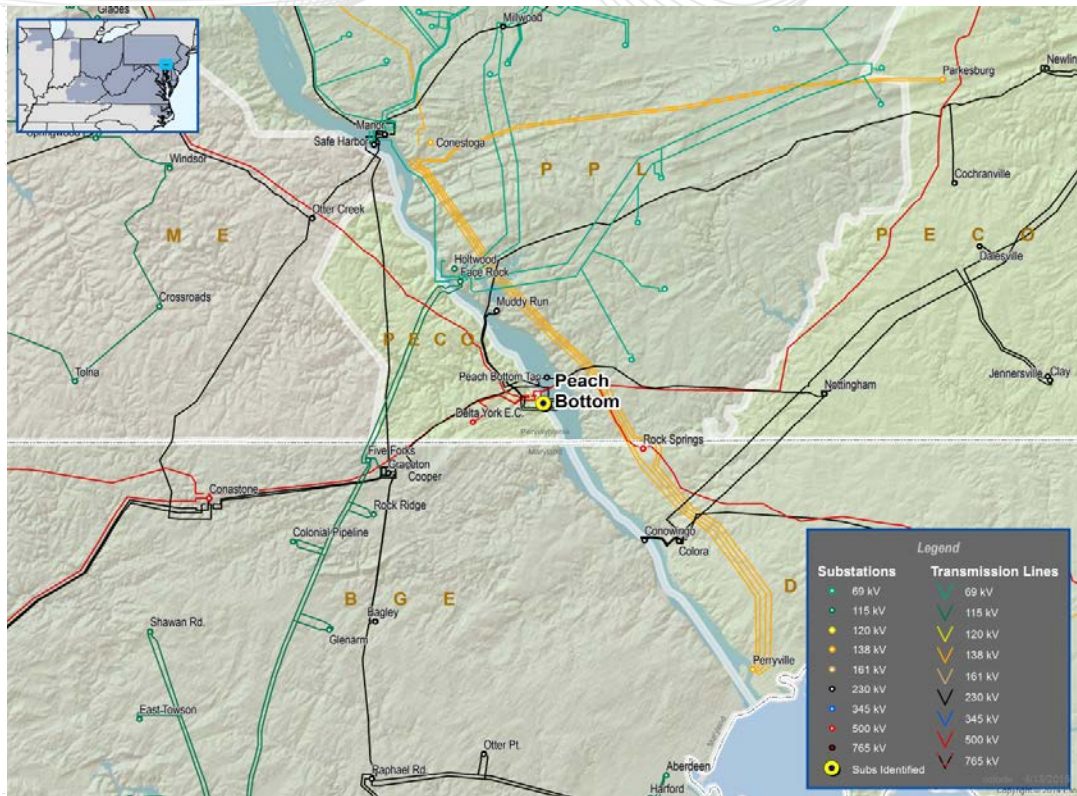 Glades
Millwood
Newlin
Parkesburg
Manor
Safe Harbor
Conestoga
Windsor
Cochranville
P P L
Otter Creek
M E
P E C O
Dalesville
Holtwood
Face Rock
Crossroads
Muddy Run
P E C O
Tolna
Peach Bottom Tap
Peach
Bottom
Nottingham
Jennersville
Clay
Delta York E.C.
Pennsylvania
Maryland
Rock Springs
Five Forks
Graceton
Cooper
Conastone
Rock Ridge
Colonial Pipeline
Conowingo
Colora
B G E
D
Bagley
Glenarm
Shawan Rd.
Perryville
East Towson
Otter Pt.
Raphael Rd.
Aberdeen
Harford
Maryland
Legend
Substations Transmission Lines
69 kV 69 kV
115 kV 115 kV
120 kV 120 kV
138 kV 138 kV
161 kV 161 kV
230 kV 230 kV
345 kV 345 kV
500 kV 500 kV
765 kV 765 kV
Subs Identified